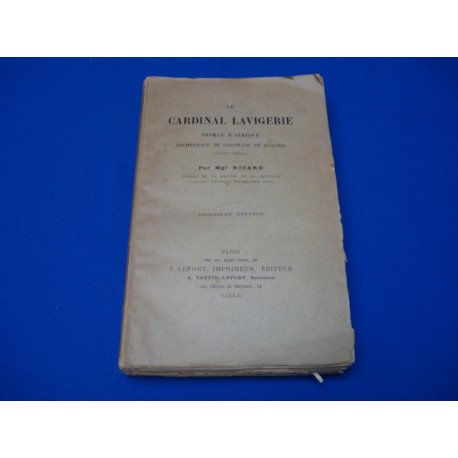 LE
CARDINAL LAVIGERIE
PRIMAT D'AFRIQUE
ARCHEVÊQUE DE CARTHAGE ET D'ALGER
Par Mgr RICARD
TROISIÈME ÉDITION
PARIS
J. LEFORT, IMPRIMEUR, ÉDITEUR
A. TAFFIN-LEFORT, Successeur
LILLE